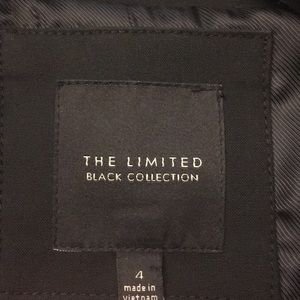 THE LIMITED
BLACK COLLECTION
4
made in
vietnam